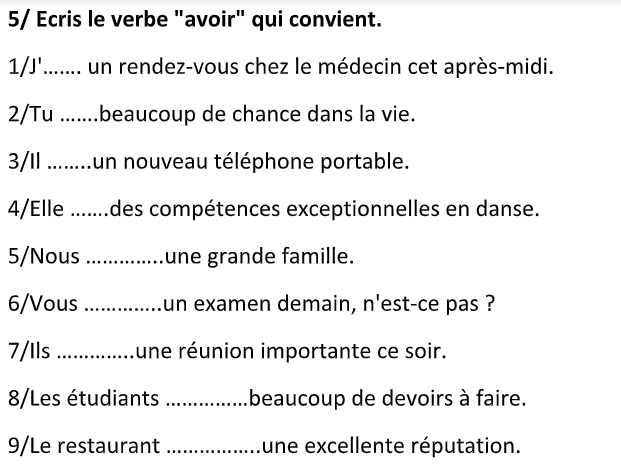 5/ Ecris le verbe "avoir" qui convient.
1/J'....... un rendez-vous chez le médecin cet après-midi.
2/Tu .......beaucoup de chance dans la vie.
3/Il ........un nouveau téléphone portable.
4/Elle .......des compétences exceptionnelles en danse.
5/Nous ..............une grande famille.
6/Vous ..............un examen demain, n'est-ce pas ?
7/Ils ..............une réunion importante ce soir.
8/Les étudiants ...............beaucoup de devoirs à faire.
9/Le restaurant .................une excellente réputation.